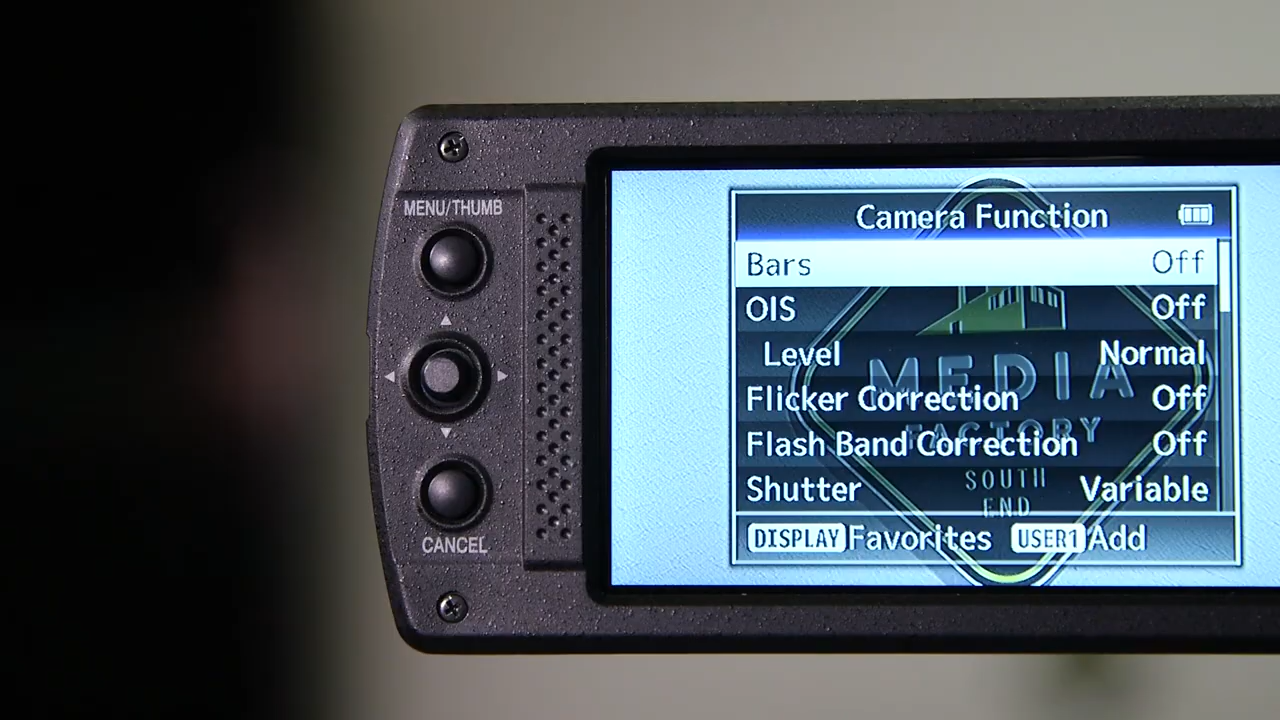 MENU/THUMB
CANCEL
Camera Function
Bars Off
OIS Off
Level Normal
Flicker Correction Off
Flash Band Correction Off
Shutter Variable
DISPLAY Favorites USER1 Add
MEDIA
FACTORY
SOUTH
END